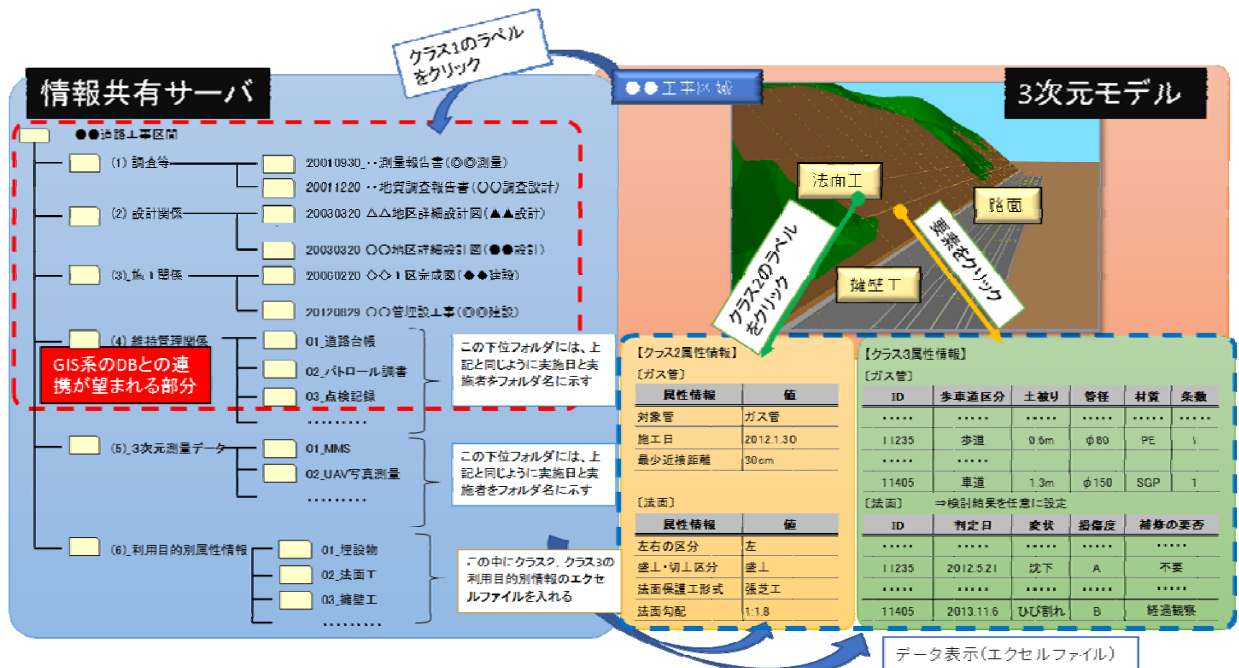 クラス1のラベル
をクリック
情報共有サーバ
●●工事区域
3次元モデル
●●道路工事区間
(1) 調査等
20010930_‥測量報告書(◎◎測量)
20011220 ‥地質調査報告書(○○調査設計)
(2) 設計関係
20030320 △△地区詳細設計図(▲▲設計)
20030320 ○○地区詳細設計図(●●設計)
(3)_施工関係
20060220 ◇◇工区完成図(●●建設)
20120829 ○○管埋設工事(◎◎建設)
(4) 維持管理関係
01_道路台帳
02_パトロール調書
03_点検記録
‥‥‥‥‥
GIS系のDBとの連
携が望まれる部分
この下位フォルダには、上
記と同じように実施日と実
施者をフォルダ名に示す
(5)_3次元測量データ
01_MMS
02_UAV写真測量
‥‥‥‥‥
この下位フォルダには、上
記と同じように実施日と実
施者をフォルダ名に示す
(6)_利用目的別属性情報
01_埋設物
02_法面工
03_擁壁工
‥‥‥‥‥
この中にクラス2、クラス3の
利用目的別情報のエクセ
ルファイルを入れる
法面工
路面
擁壁工
クラス2のラベル
をクリック
要素をクリック
【クラス2属性情報】
〔ガス管〕
属性情報 値
対象管 ガス管
施工日 2012.1.30
最少近接距離 30cm
〔法面〕
属性情報 値
左右の区分 左
盛土・切土区分 盛土
法面保護工形式 張芝工
法面勾配 1:1.8
【クラス3属性情報】
〔ガス管〕
ID 歩車道区分 土被り 管径 材質 条数
‥‥‥ ‥‥‥ ‥‥‥ ‥‥‥ ‥‥‥ ‥‥‥
11235 歩道 0.6m φ80 PE 1
‥‥‥ ‥‥‥
11405 車道 1.3m φ150 SGP 1
〔法面〕 ⇒検討結果を任意に設定
ID 判定日 変状 損傷度 補修の要否
‥‥‥ ‥‥‥ ‥‥‥ ‥‥‥ ‥‥‥
11235 2012.5.21 沈下 A 不要
‥‥‥ ‥‥‥ ‥‥‥ ‥‥‥ ‥‥‥
11405 2013.11.6 ひび割れ B 経過観察
データ表示(エクセルファイル)